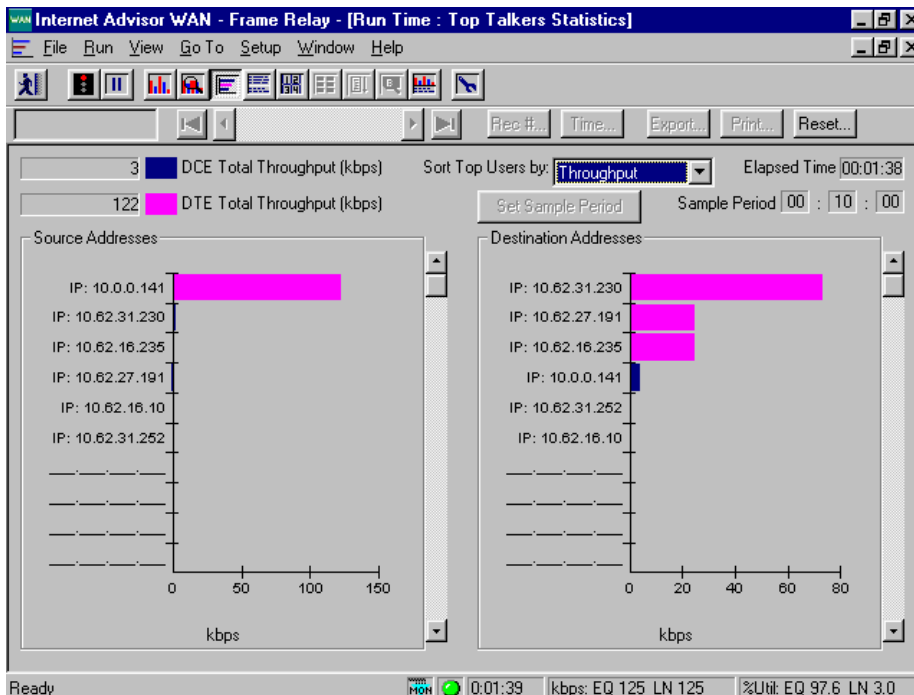 WAN Internet Advisor WAN - Frame Relay - [Run Time : Top Talkers Statistics]
File Run View Go To Setup Window Help
Rec #... Time... Export... Print... Reset...
3 DCE Total Throughput (kbps) Sort Top Users by: Throughput Elapsed Time 00:01:38
122 DTE Total Throughput (kbps) Set Sample Period Sample Period 00 : 10 : 00
Source Addresses
IP: 10.0.0.141
IP: 10.62.31.230
IP: 10.62.16.235
IP: 10.62.27.191
IP: 10.62.16.10
IP: 10.62.31.252
0 50 100 150
kbps
Destination Addresses
IP: 10.62.31.230
IP: 10.62.27.191
IP: 10.62.16.235
IP: 10.0.0.141
IP: 10.62.31.252
IP: 10.62.16.10
0 20 40 60 80
kbps
Ready MON 0:01:39 kbps: EQ 125 LN 125 %Util: EQ 97.6 LN 3.0